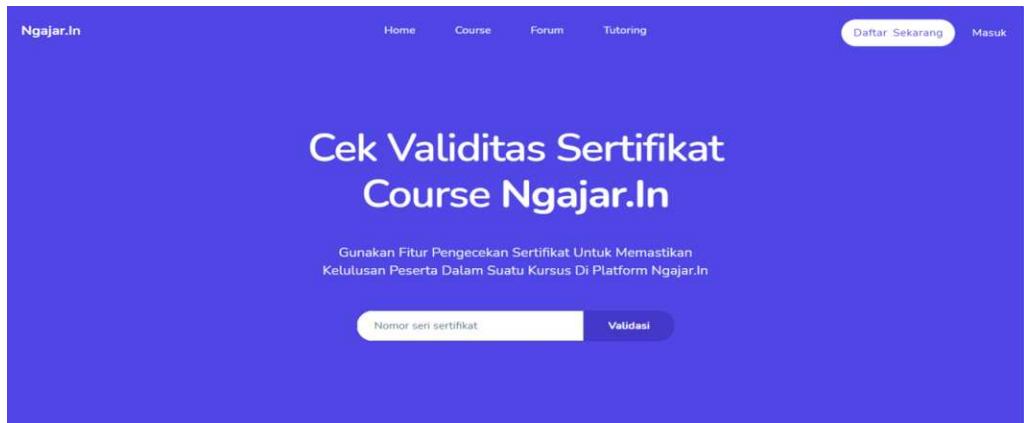 Ngajar.In
Home Course Forum Tutoring
Daftar Sekarang Masuk
Cek Validitas Sertifikat
Course Ngajar.In
Gunakan Fitur Pengecekan Sertifikat Untuk Memastikan
Kelulusan Peserta Dalam Suatu Kursus Di Platform Ngajar.In
Nomor seri sertifikat Validasi